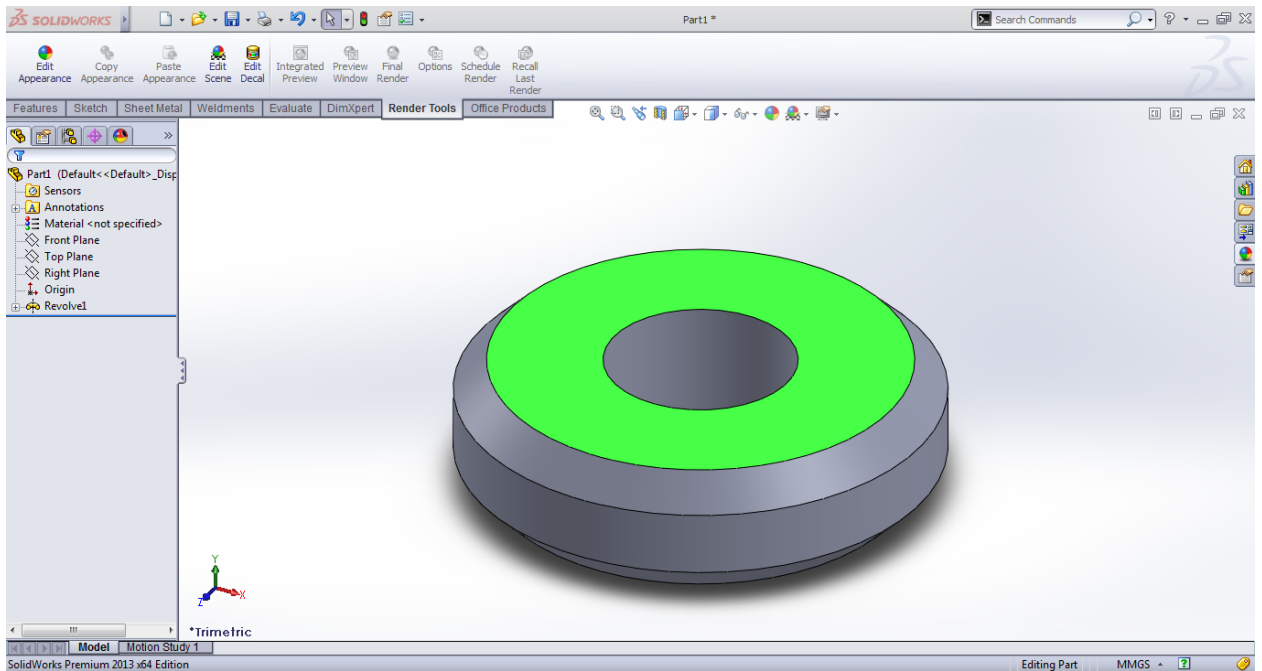 SOLIDWORKS
Part1 *
Search Commands
Edit Appearance
Copy Appearance
Paste Appearance
Edit Scene
Edit Decal
Integrated Preview
Preview Window
Final Render
Options
Schedule Render
Recall Last Render
Features
Sketch
Sheet Metal
Weldments
Evaluate
DimXpert
Render Tools
Office Products
Part1 (Default<<Default>_Disp
Sensors
A Annotations
Material <not specified>
Front Plane
Top Plane
Right Plane
Origin
Revolve1
Y
X
Z
*Trimetric
Model
Motion Study 1
SolidWorks Premium 2013 x64 Edition
Editing Part
MMGS